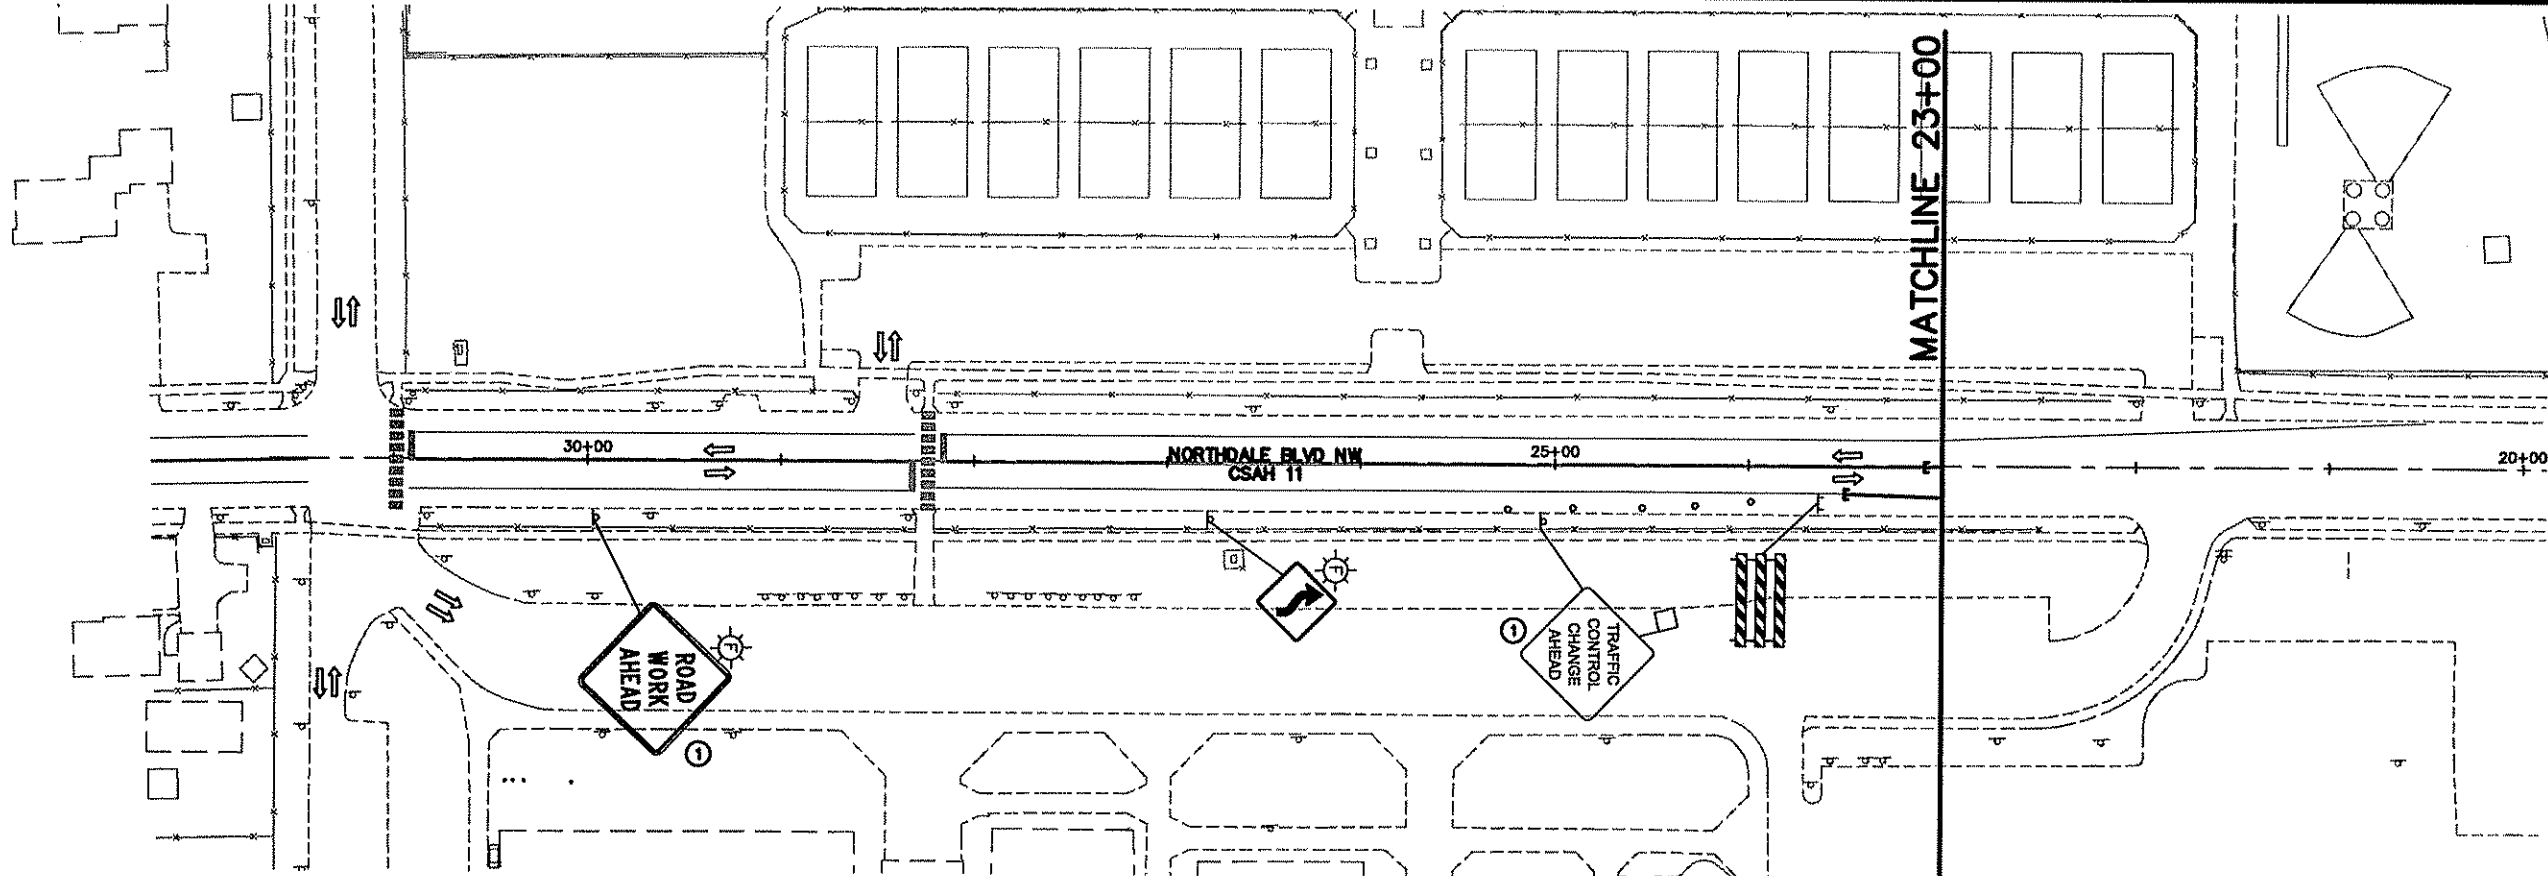 MATCHLINE 23+00
30+00
NORTHDALE BLVD NW
CSAH 11
25+00
20+00
F
F
ROAD
WORK
AHEAD
1
TRAFFIC
CONTROL
CHANGE
AHEAD
1